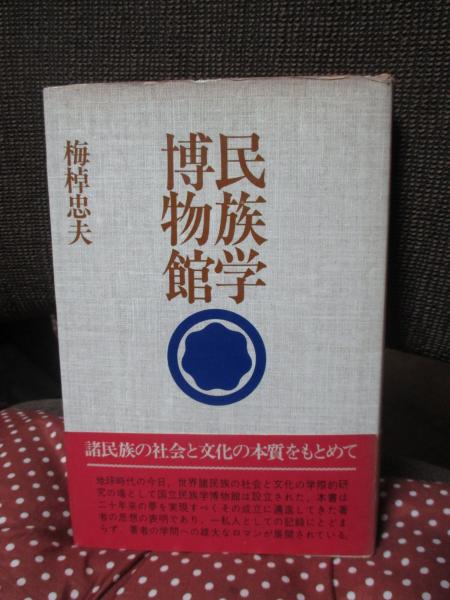 民族学
博物館
梅棹忠夫
諸民族の社会と文化の本質をもとめて
地球時代の今日，世界諸民族の社会と文化の学際的研
究の場として国立民族学博物館は設立された。本書は
二十年来の夢を実現すべくその成立に邁進してきた著
者の思想の表明であり，一私人としての記録にとどま
らず，著者の学問への雄大なロマンが展開されている。